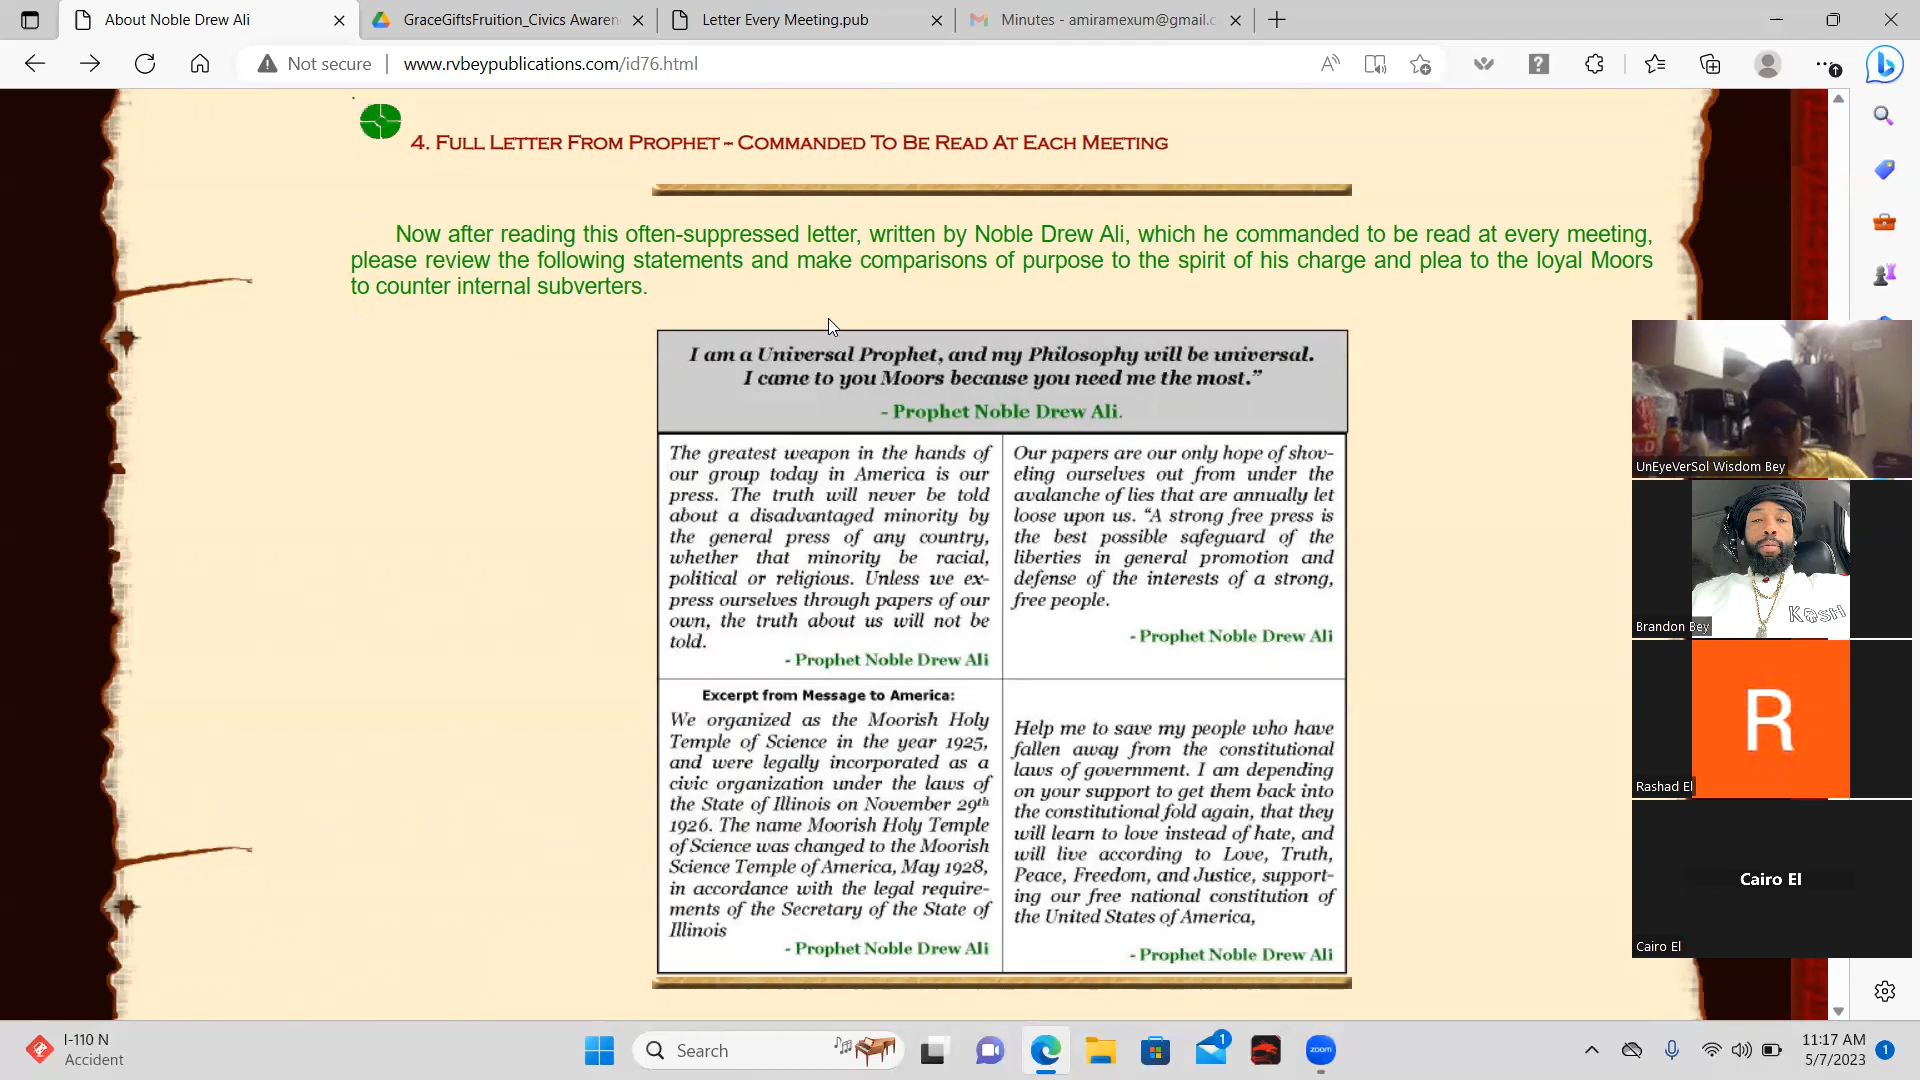 About Noble Drew Ali
GraceGiftsFruition_Civics Awaren
Letter Every Meeting.pub
Minutes - amiramexum@gmail.c
Not secure
www.rvbeypublications.com/id76.html
4. Full Letter From Prophet - Commanded To Be Read At Each Meeting
Now after reading this often-suppressed letter, written by Noble Drew Ali, which he commanded to be read at every meeting,
please review the following statements and make comparisons of purpose to the spirit of his charge and plea to the loyal Moors
to counter internal subverters.
I am a Universal Prophet, and my Philosophy will be universal.
I came to you Moors because you need me the most.”
- Prophet Noble Drew Ali.
The greatest weapon in the hands of
our group today in America is our
press. The truth will never be told
about a disadvantaged minority by
the general press of any country,
whether that minority be racial,
political or religious. Unless we ex-
press ourselves through papers of our
own, the truth about us will not be
told.
- Prophet Noble Drew Ali
Our papers are our only hope of shov-
eling ourselves out from under the
avalanche of lies that are annually let
loose upon us. “A strong free press is
the best possible safeguard of the
liberties in general promotion and
defense of the interests of a strong,
free people.
- Prophet Noble Drew Ali
Excerpt from Message to America:
We organized as the Moorish Holy
Temple of Science in the year 1925,
and were legally incorporated as a
civic organization under the laws of
the State of Illinois on November 29th
1926. The name Moorish Holy Temple
of Science was changed to the Moorish
Science Temple of America, May 1928,
in accordance with the legal require-
ments of the Secretary of the State of
Illinois
- Prophet Noble Drew Ali
Help me to save my people who have
fallen away from the constitutional
laws of government. I am depending
on your support to get them back into
the constitutional fold again, that they
will learn to love instead of hate, and
will live according to Love, Truth,
Peace, Freedom, and Justice, support-
ing our free national constitution of
the United States of America,
- Prophet Noble Drew Ali
UnEyeVerSol Wisdom Bey
KOSH
Brandon Bey
R
Rashad El
Cairo El
Cairo El
I-110 N
Accident
Search
1
zoom
11:17 AM
5/7/2023
1